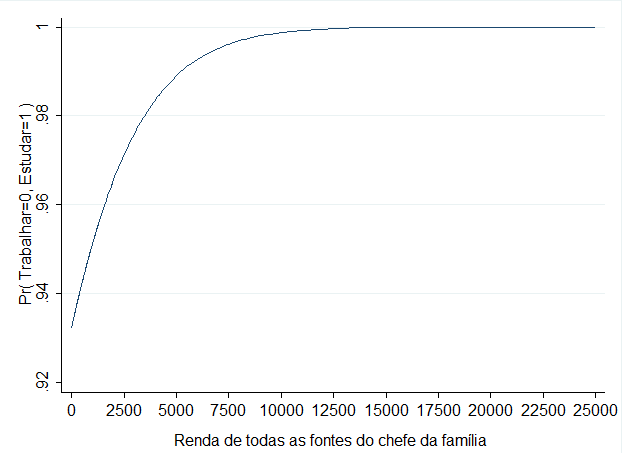 Pr( Trabalhar=0, Estudar=1 )
1
.98
.96
.94
.92
0 2500 5000 7500 10000 12500 15000 17500 20000 22500 25000
Renda de todas as fontes do chefe da família